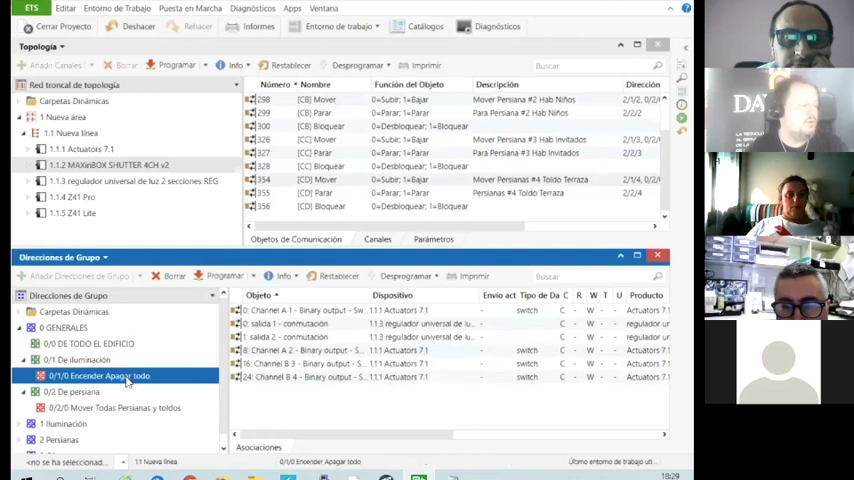 ETS Editar Entorno de Trabajo Puesta en Marcha Diagnósticos Apps Ventana
Cerrar Proyecto Deshacer Rehacer Informes Entorno de trabajo Catálogos Diagnósticos
Topología
Añadir Canales Borrar Programar Info Restablecer Desprogramar Imprimir Buscar
Red troncal de topología
Carpetas Dinámicas
1 Nueva área
1.1 Nueva línea
1.1.1 Actuators 7.1
1.1.2 MAXinBOX SHUTTER 4CH v2
1.1.3 regulador universal de luz 2 secciones REG
1.1.4 Z41 Pro
1.1.5 Z41 Lite
Número Nombre Función del Objeto Descripción Dirección
298 [CB] Mover 0=Subir; 1=Bajar Mover Persiana #2 Hab Niños 2/1/2, 0/2/
299 [CB] Parar 0=Parar; 1=Parar Para Persiana #2 Hab Niños 2/2/2
300 [CB] Bloquear 0=Desbloquear; 1=Bloquear
326 [CC] Mover 0=Subir; 1=Bajar Mover Persiana #3 Hab Invitados 2/1/3, 0/2/
327 [CC] Parar 0=Parar; 1=Parar Para Persiana #3 Hab Invitados 2/2/3
328 [CC] Bloquear 0=Desbloquear; 1=Bloquear
354 [CD] Mover 0=Subir; 1=Bajar Mover Persianas #4 Toldo Terraza 2/1/4, 0/2/
355 [CD] Parar 0=Parar; 1=Parar Persianas #4 Toldo Terraza 2/2/4
356 [CD] Bloquear 0=Desbloquear; 1=Bloquear
Objetos de Comunicación Canales Parámetros
Direcciones de Grupo
Añadir Direcciones de Grupo Borrar Programar Info Restablecer Desprogramar Imprimir Buscar
Direcciones de Grupo
Carpetas Dinámicas
0 GENERALES
0/0 DE TODO EL EDIFICIO
0/1 De iluminación
0/1/0 Encender Apagar todo
0/2 De persiana
0/2/0 Mover Todas Persianas y toldos
1 Iluminación
2 Persianas
Objeto Dispositivo Envío act Tipo de Da C R W T U Producto
0: Channel A 1 - Binary output - Sw... 1.1.1 Actuators 7.1 - switch C - W - - Actuators 7.1
0: salida 1 - conmutación 1.1.3 regulador universal de lu... - switch C - W - - regulador un
1: salida 2 - conmutación 1.1.3 regulador universal de lu... - switch C - W - - regulador un
8: Channel A 2 - Binary output - S... 1.1.1 Actuators 7.1 - switch C - W - - Actuators 7.1
16: Channel B 3 - Binary output - S... 1.1.1 Actuators 7.1 - switch C - W - - Actuators 7.1
24: Channel B 4 - Binary output - S... 1.1.1 Actuators 7.1 - switch C - W - - Actuators 7.1
Asociaciones
<no se ha seleccionad... 1.1 Nueva línea 0/1/0 Encender Apagar todo Último entorno de trabajo uti...
18:29